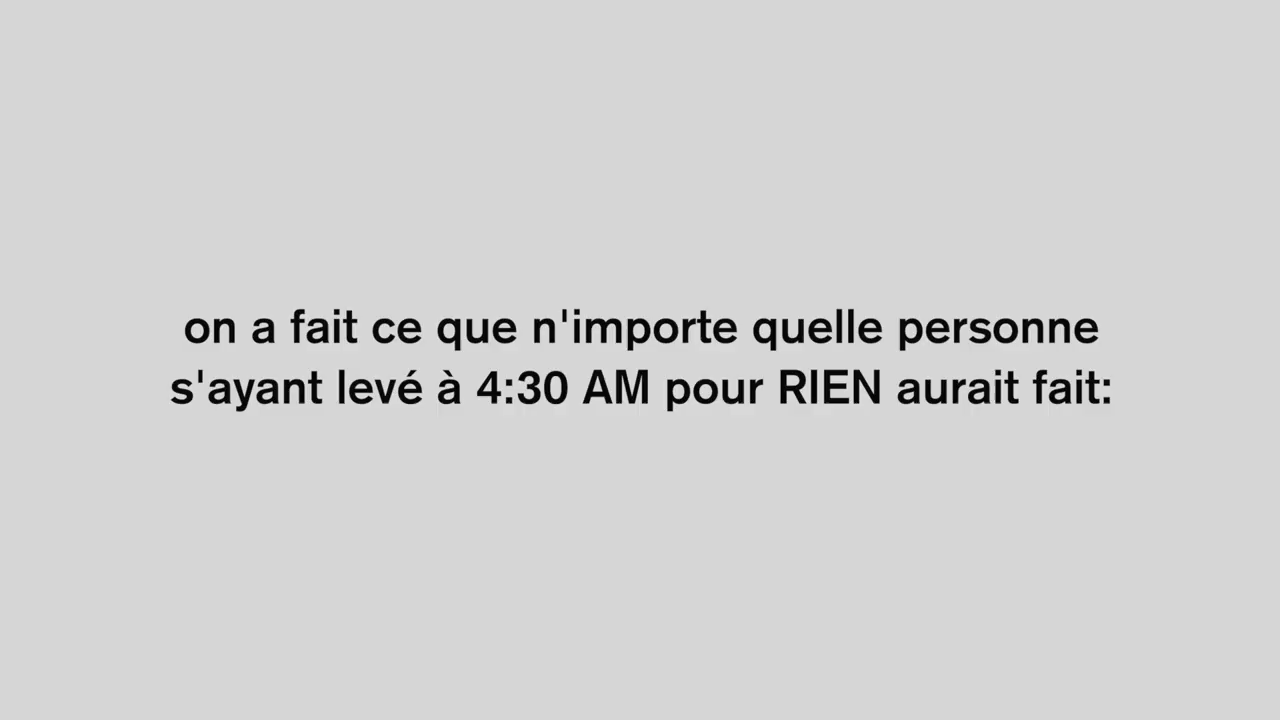 on a fait ce que n'importe quelle personne
s'ayant levé à 4:30 AM pour RIEN aurait fait: